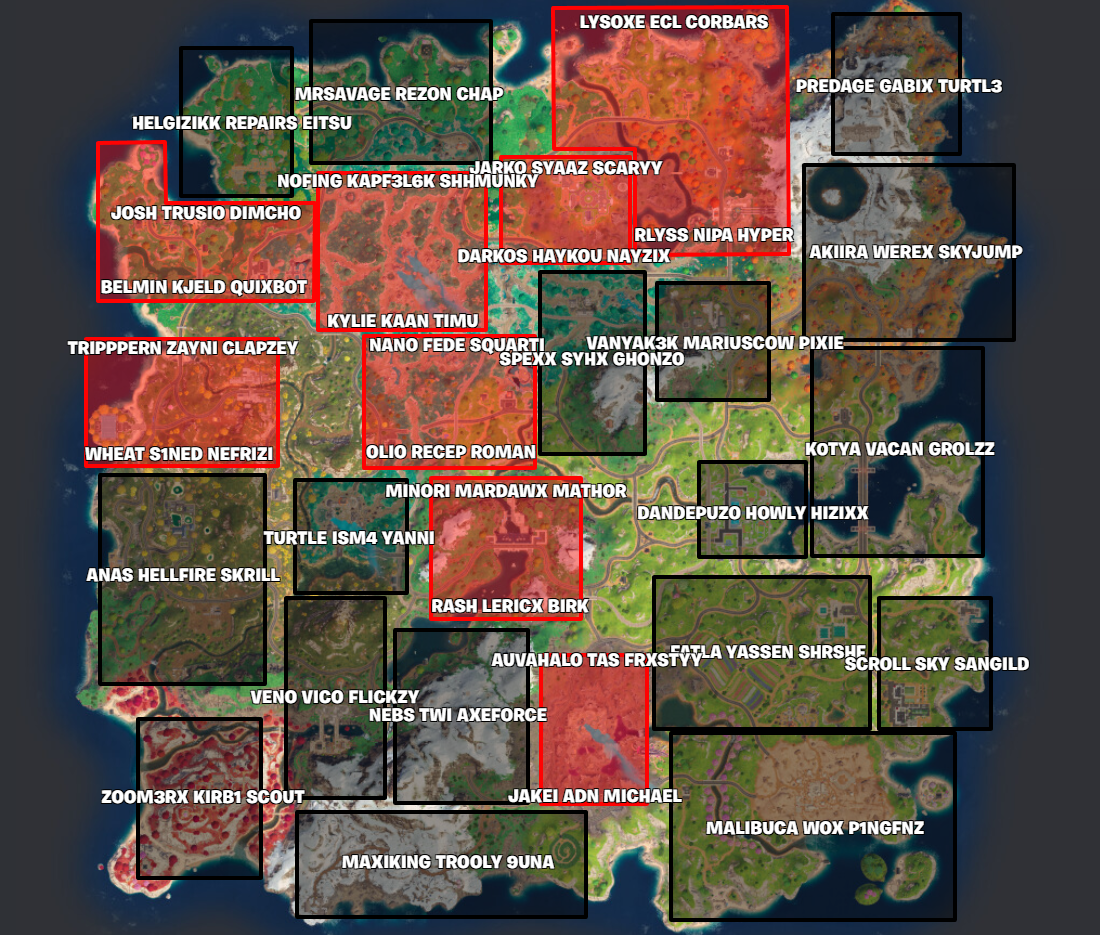 LYSOXE ECL CORBARS
PREDAGE GABIX TURTL3
MRSAVAGE REZON CHAP
HELGIZIKK REPAIRS EITSU
JARKO SYAAZ SCARYY
NOFING KAPF3L6K SHHMUNKY
JOSH TRUSIO DIMCHO
RLYSS NIPA HYPER
AKIIRA WEREX SKYJUMP
DARKOS HAYKOU NAYZIX
BELMIN KJELD QUIXBOT
KYLIE KAAN TIMU
TRIPPPERN ZAYNI CLAPZEY
NANO FEDE SQUARTI
VANYAK3K MARIUSCOW PIXIE
SPEXX SYHX GHONZO
WHEAT S1NED NEFRIZI
OLIO RECEP ROMAN
KOTYA VACAN GROLZZ
MINORI MARDAWX MATHOR
DANDEPUZO HOWLY HIZIXX
TURTLE ISM4 YANNI
ANAS HELLFIRE SKRILL
RASH LERICX BIRK
AUVAHALO TAS FRXSTYY
FATLA YASSEN SHRSHF
SCROLL SKY SANGILD
VENO VICO FLICKZY
NEBS TWI AXEFORCE
ZOOM3RX KIRB1 SCOUT
JAKEI ADN MICHAEL
MALIBUCA WOX P1NGFNZ
MAXIKING TROOLY 9UNA